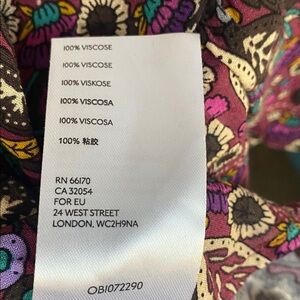 100% VISCOSE
100% VISCOSE
100% VISKOSE
100% VISCOSA
100% VISCOSA
100% 粘胶
RN 66170
CA 32054
FOR EU
24 WEST STREET
LONDON, WC2H9NA
OB1072290